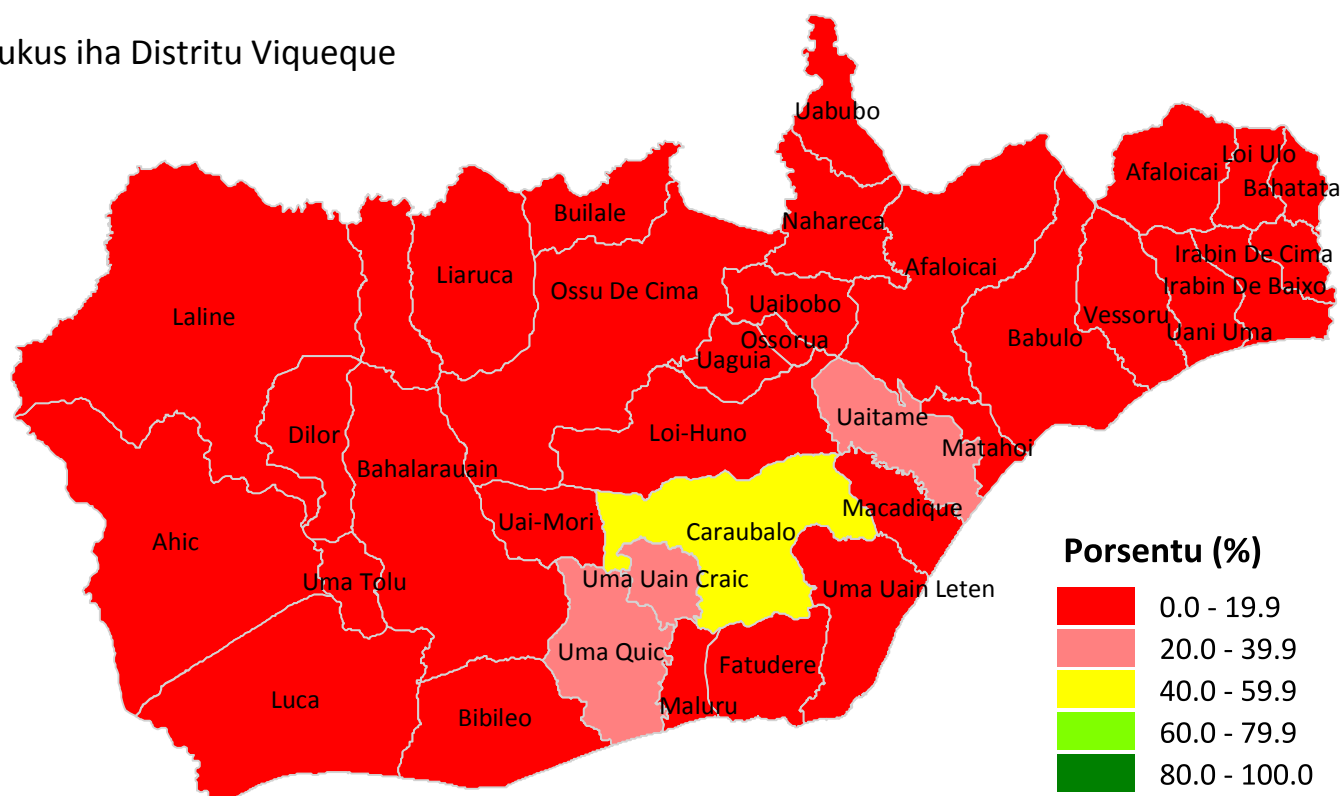 ukus iha Distritu Viqueque
Uabubo
Loi Ulo
Afaloicai
Bahatata
Builale
Nahareca
Irabin De Cima
Liaruca
Afaloicai
Ossu De Cima
Irabin De Baixo
Uaibobo
Laline
Vessoru
Uani Uma
Ossorua
Babulo
Uaguia
Uaitame
Dilor
Loi-Huno
Matahoi
Bahalarauain
Macadique
Uai-Mori
Caraubalo
Ahic
Uma Tolu
Uma Uain Craic
Uma Uain Leten
Uma Quic
Fatudere
Luca
Maluru
Bibileo
Porsentu (%)
0.0 - 19.9
20.0 - 39.9
40.0 - 59.9
60.0 - 79.9
80.0 - 100.0